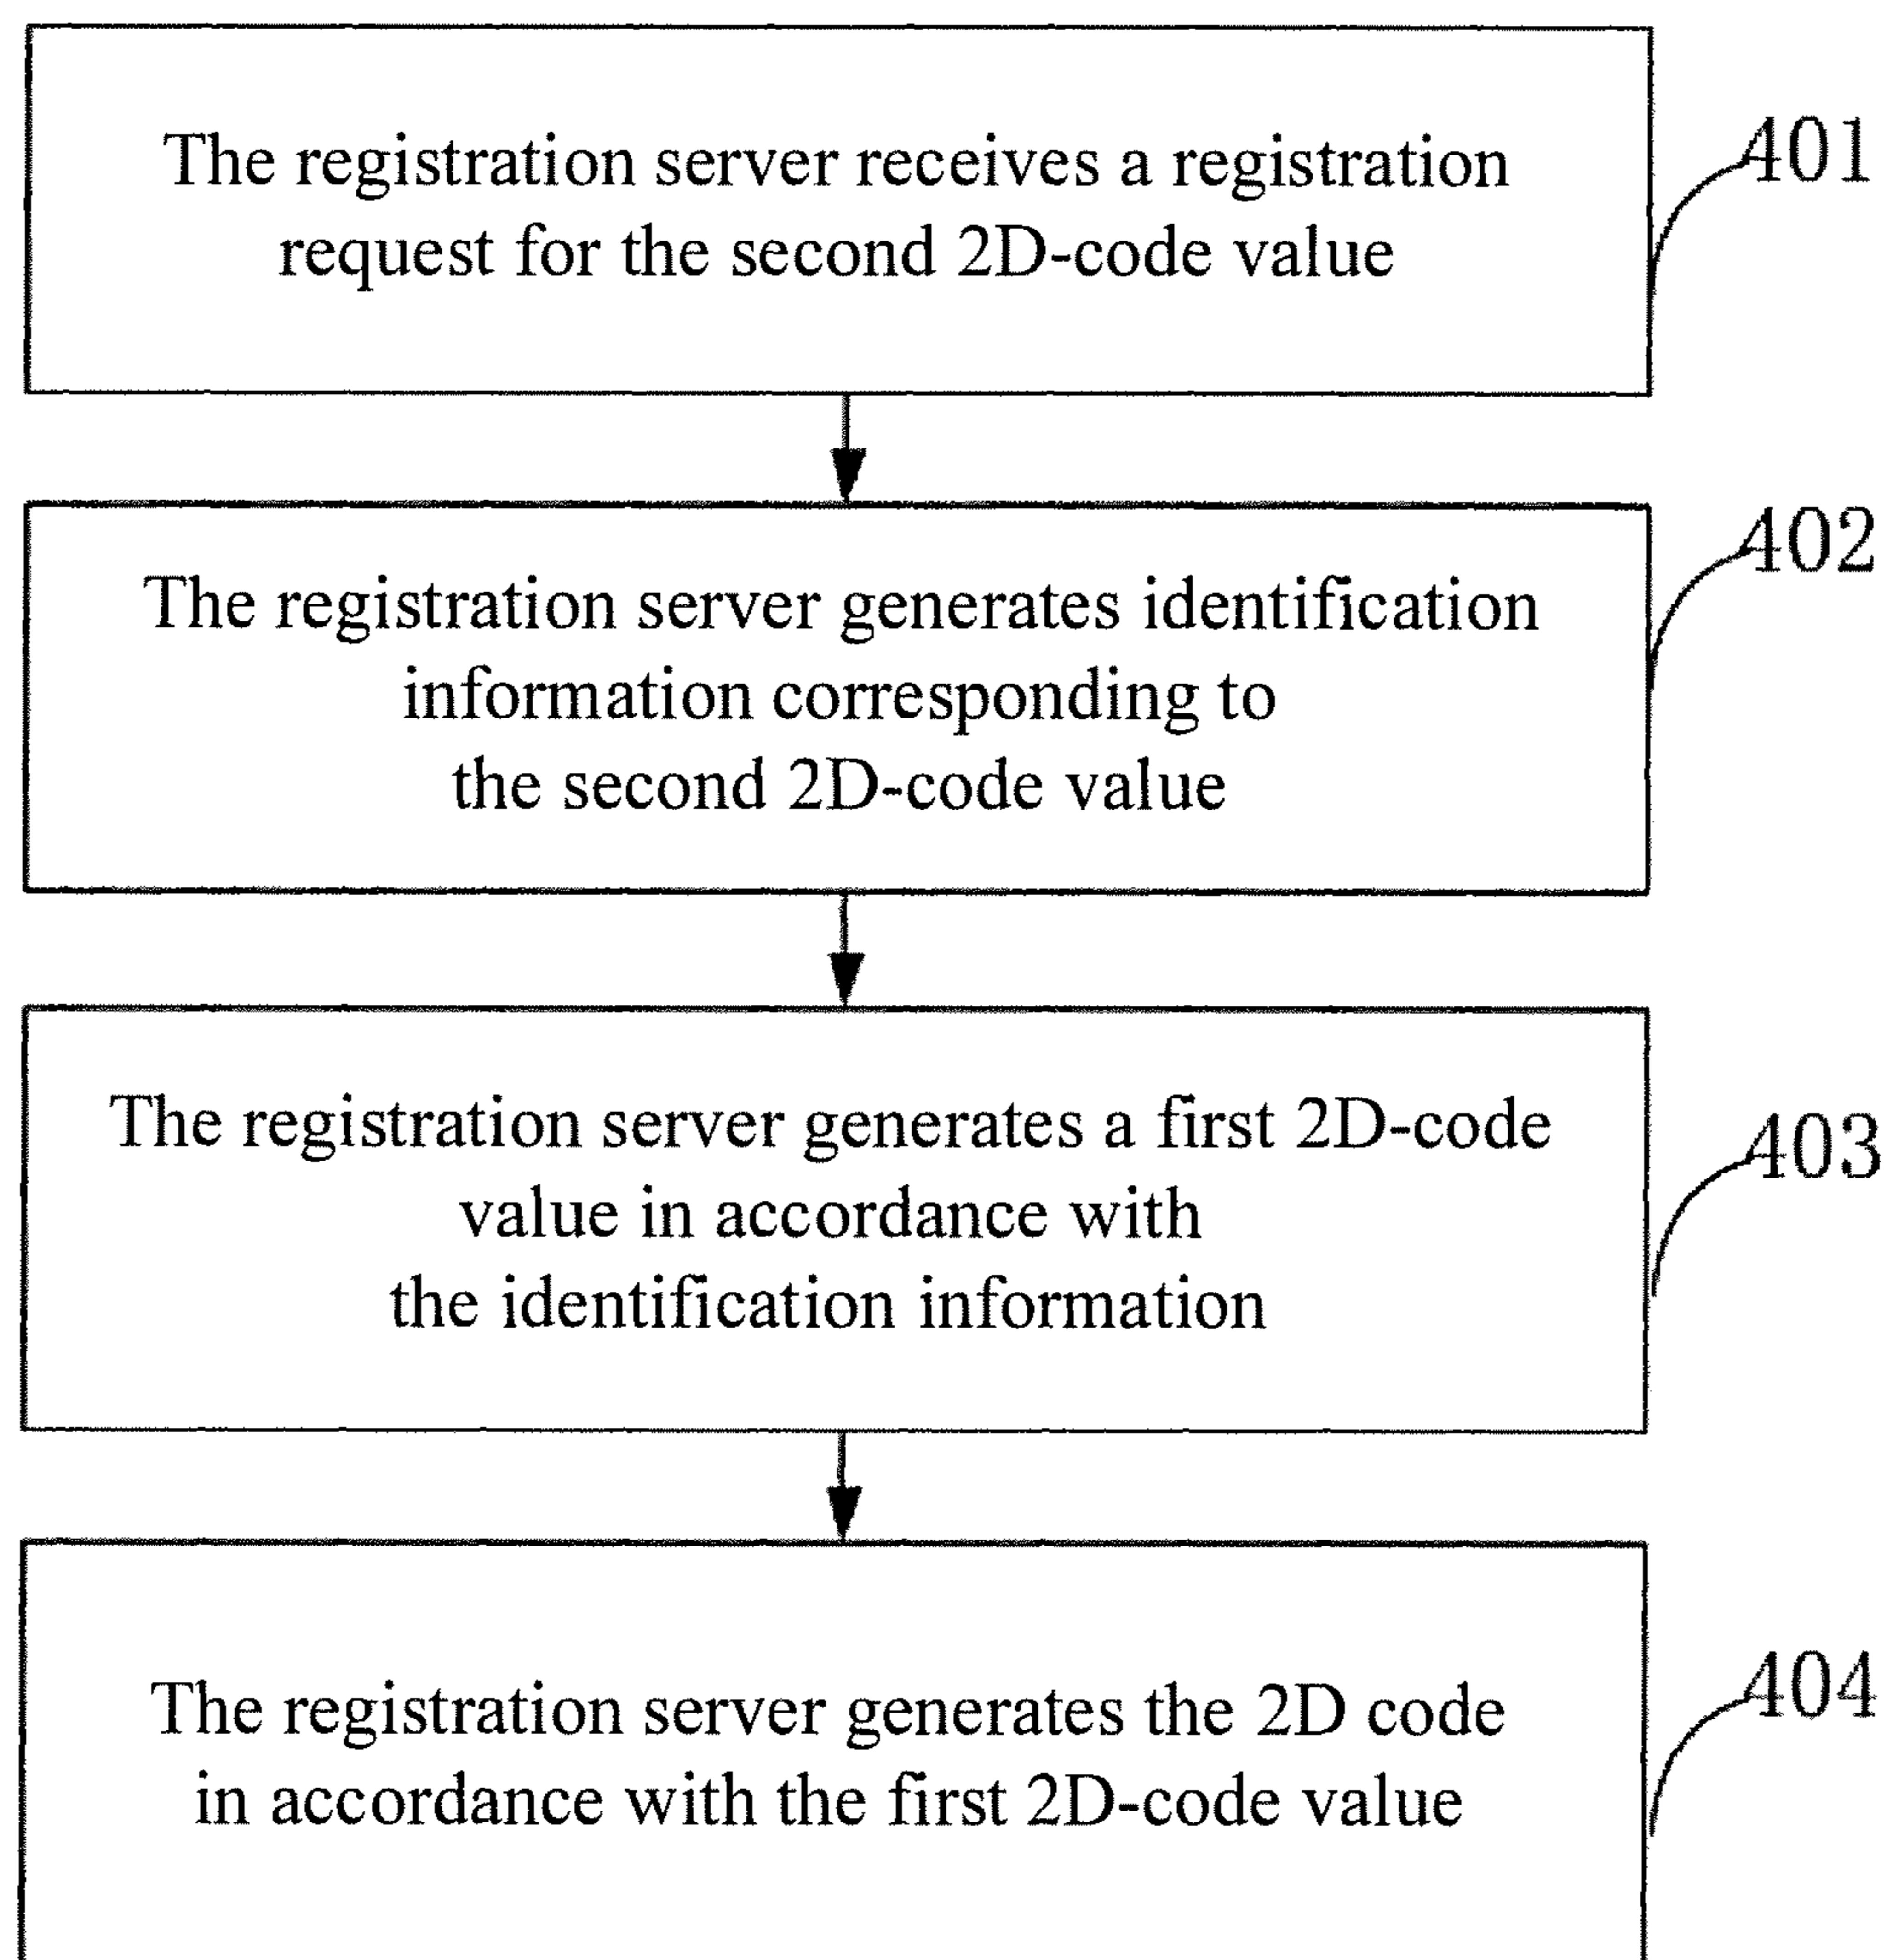 The registration server receives a registration
request for the second 2D-code value
401
The registration server generates identification
information corresponding to
the second 2D-code value
402
The registration server generates a first 2D-code
value in accordance with
the identification information
403
The registration server generates the 2D code
in accordance with the first 2D-code value
404